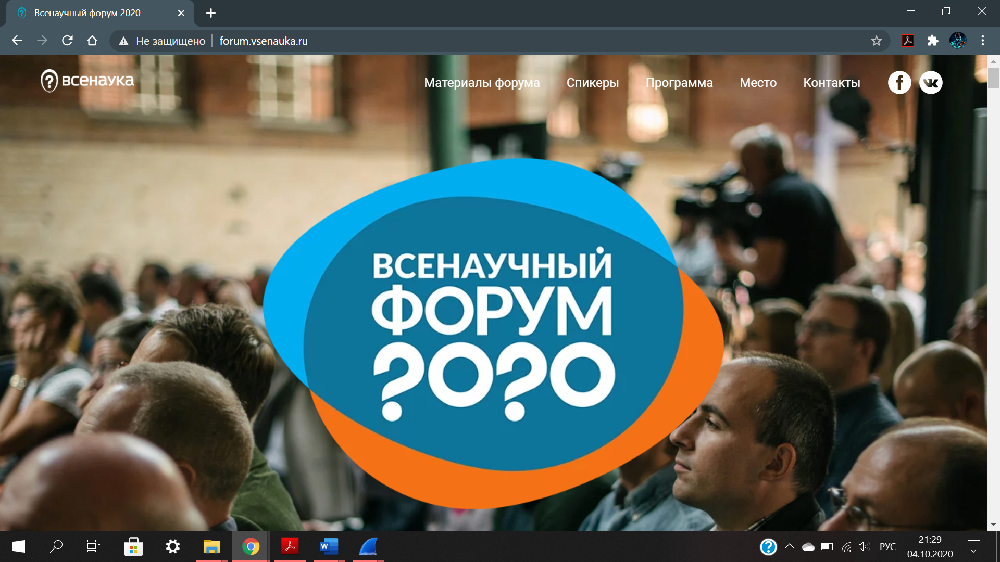 Всенаучный форум 2020
Не защищено
forum.vsenauka.ru
ВСЕНАУКА
Материалы форума
Спикеры
Программа
Место
Контакты
ВСЕНАУЧНЫЙ
ФОРУМ
?0?0
РУС
21:29
04.10.2020